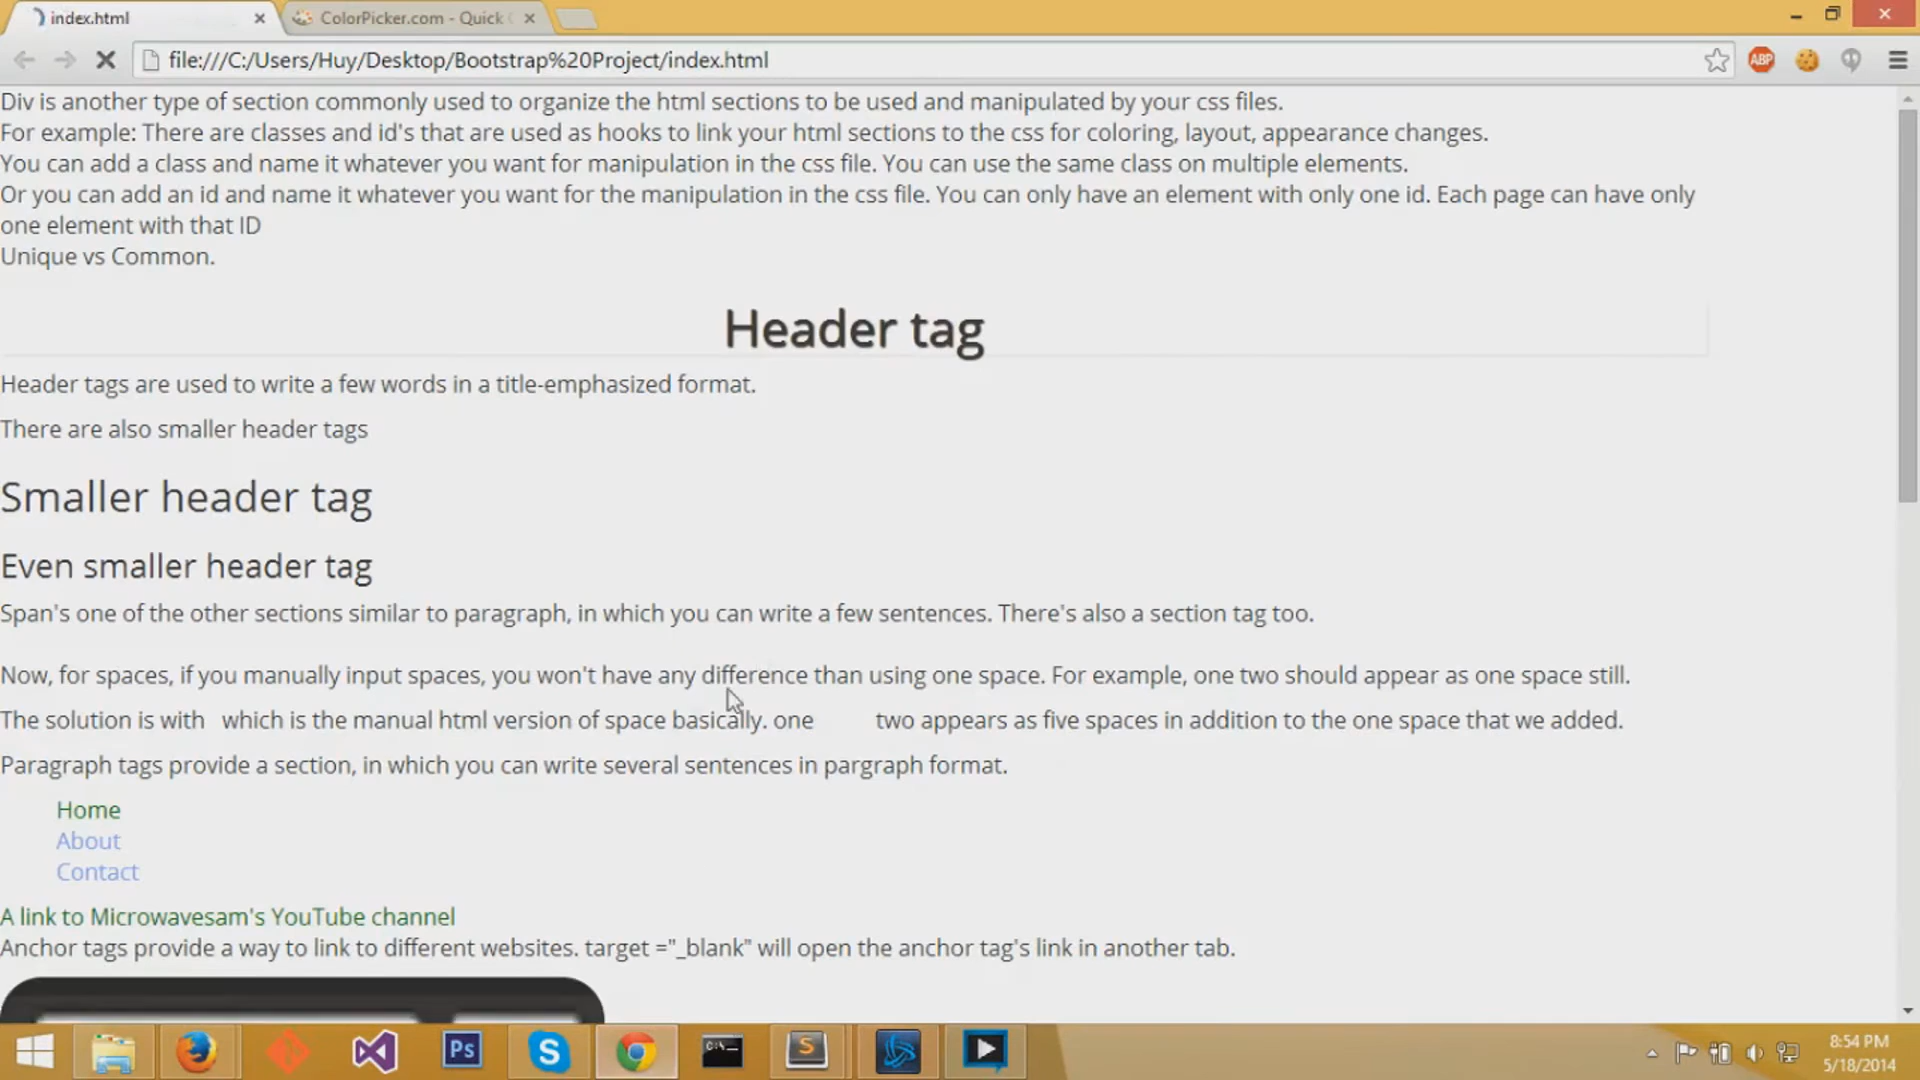 index.html
ColorPicker.com - Quick
file:///C:/Users/Huy/Desktop/Bootstrap%20Project/index.html
ABP
Div is another type of section commonly used to organize the html sections to be used and manipulated by your css files.
For example: There are classes and id's that are used as hooks to link your html sections to the css for coloring, layout, appearance changes.
You can add a class and name it whatever you want for manipulation in the css file. You can use the same class on multiple elements.
Or you can add an id and name it whatever you want for the manipulation in the css file. You can only have an element with only one id. Each page can have only
one element with that ID
Unique vs Common.
Header tag
Header tags are used to write a few words in a title-emphasized format.
There are also smaller header tags
Smaller header tag
Even smaller header tag
Span's one of the other sections similar to paragraph, in which you can write a few sentences. There's also a section tag too.
Now, for spaces, if you manually input spaces, you won't have any difference than using one space. For example, one two should appear as one space still.
The solution is with   which is the manual html version of space basically. one      two appears as five spaces in addition to the one space that we added.
Paragraph tags provide a section, in which you can write several sentences in pargraph format.
Home
About
Contact
A link to Microwavesam's YouTube channel
Anchor tags provide a way to link to different websites. target ="_blank" will open the anchor tag's link in another tab.
Ps
S
C:\
S
8:54 PM
5/18/2014